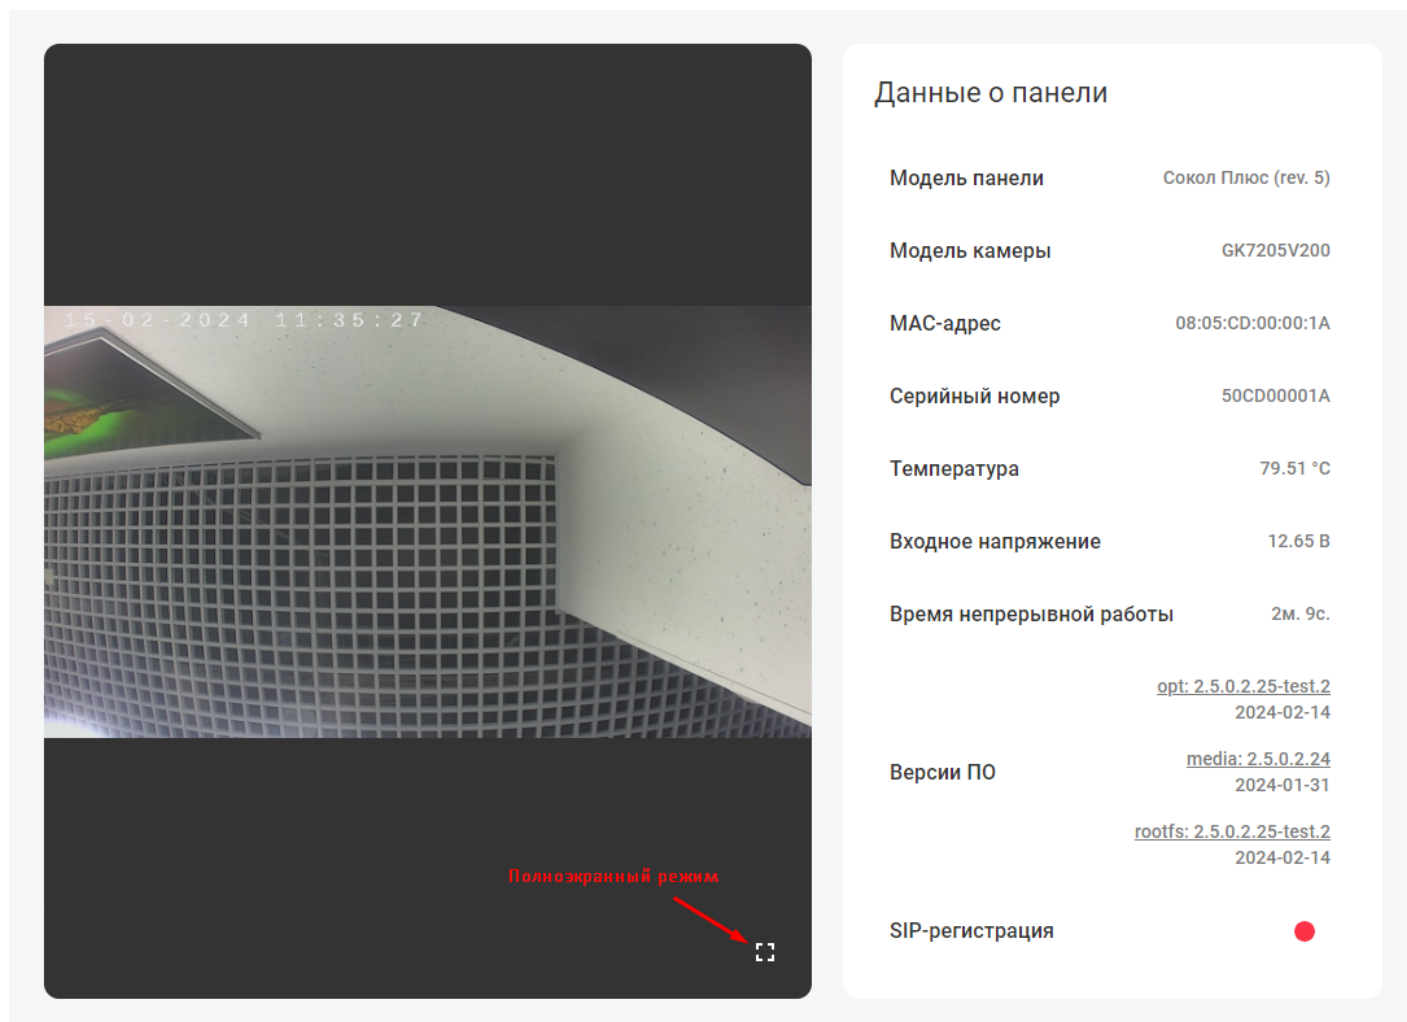 15-02-2024 11:35:27
Полноэкранный режим
Данные о панели
Модель панели Сокол Плюс (rev. 5)
Модель камеры GK7205V200
MAC-адрес 08:05:CD:00:00:1A
Серийный номер 50CD00001A
Температура 79.51 °C
Входное напряжение 12.65 В
Время непрерывной работы 2м. 9с.
Версии ПО
opt: 2.5.0.2.25-test.2
2024-02-14
media: 2.5.0.2.24
2024-01-31
rootfs: 2.5.0.2.25-test.2
2024-02-14
SIP-регистрация